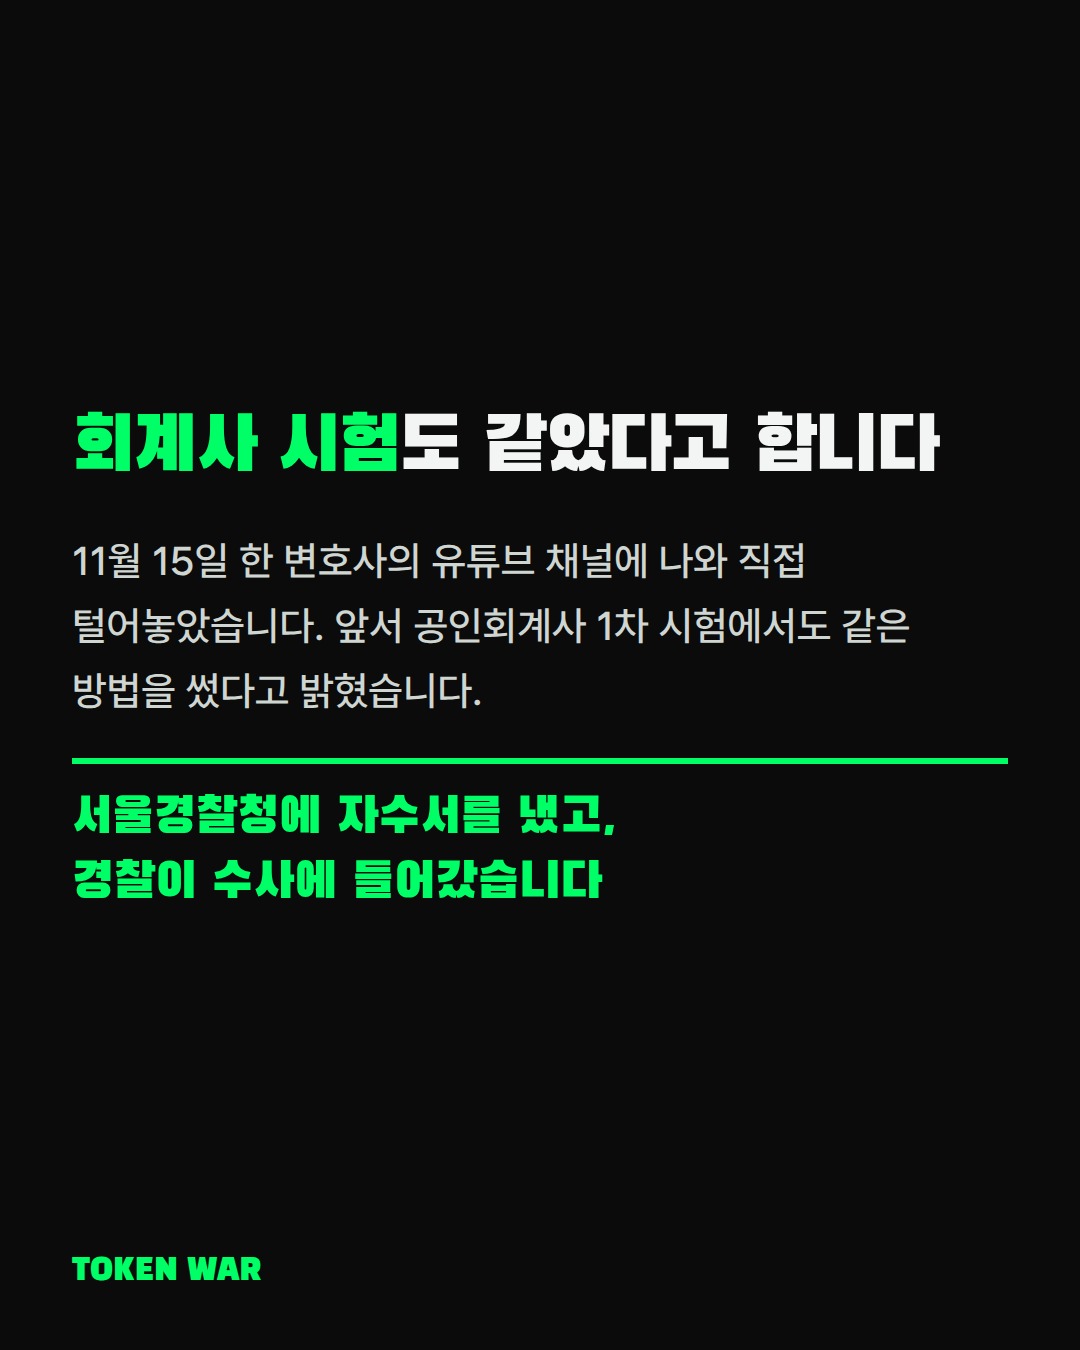 회계사 시험도 같았다고 합니다
11월 15일 한 변호사의 유튜브 채널에 나와 직접
털어놓았습니다. 앞서 공인회계사 1차 시험에서도 같은
방법을 썼다고 밝혔습니다.
서울경찰청에 자수서를 냈고,
경찰이 수사에 들어갔습니다
TOKEN WAR